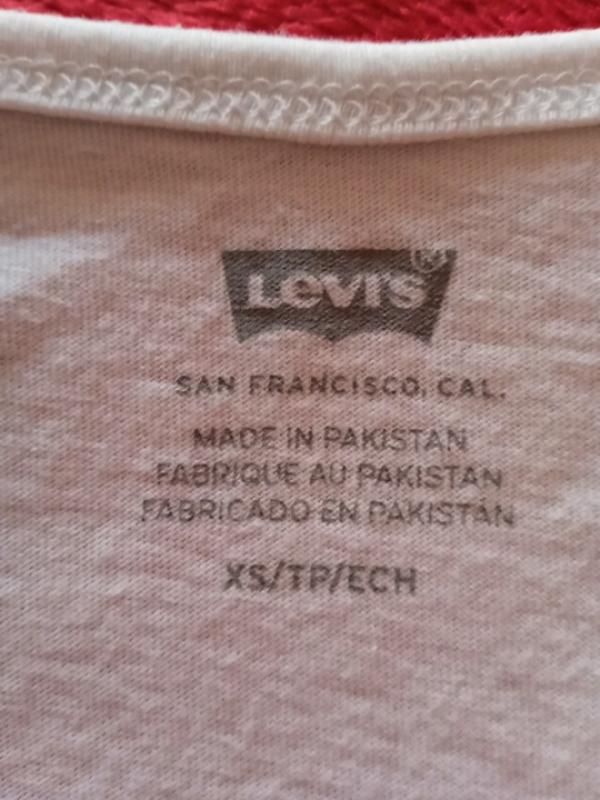 Levi's
SAN FRANCISCO, CAL.
MADE IN PAKISTAN
FABRIQUE AU PAKISTAN
FABRICADO EN PAKISTÁN
XS/TP/ECH